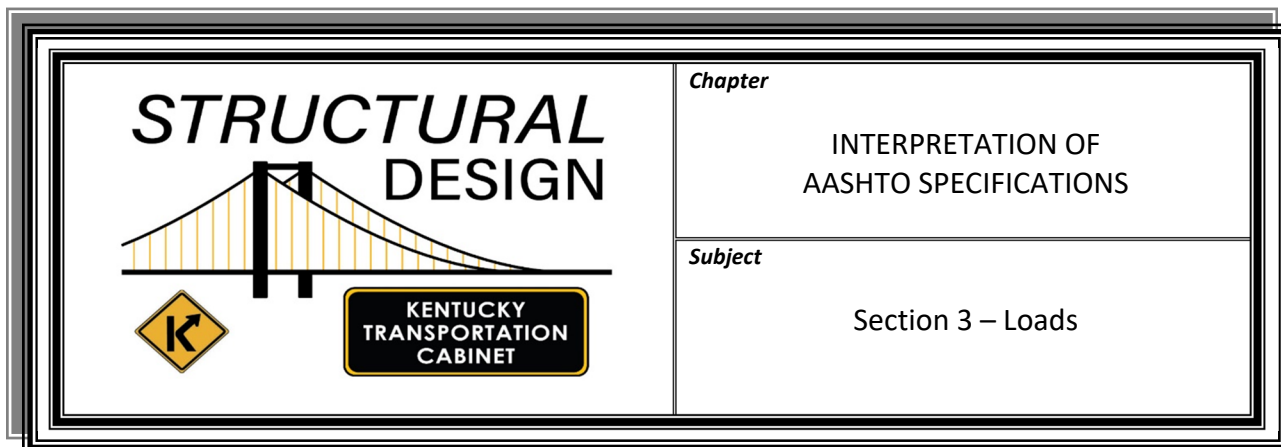 STRUCTURAL
DESIGN
KENTUCKY
TRANSPORTATION
CABINET
Chapter
INTERPRETATION OF
AASHTO SPECIFICATIONS
Subject
Section 3 – Loads